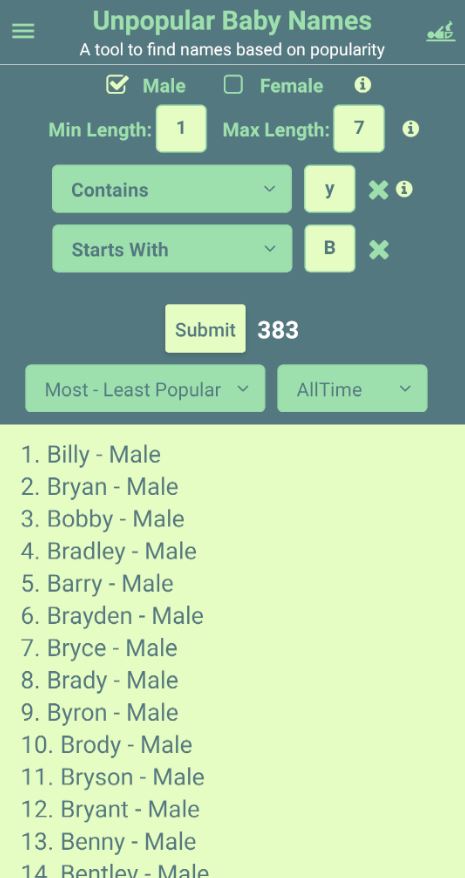 Unpopular Baby Names
A tool to find names based on popularity
Male Female
Min Length: 1 Max Length: 7
Contains y
Starts With B
Submit 383
Most - Least Popular AllTime
1. Billy - Male
2. Bryan - Male
3. Bobby - Male
4. Bradley - Male
5. Barry - Male
6. Brayden - Male
7. Bryce - Male
8. Brady - Male
9. Byron - Male
10. Brody - Male
11. Bryson - Male
12. Bryant - Male
13. Benny - Male
14. Bentley - Male